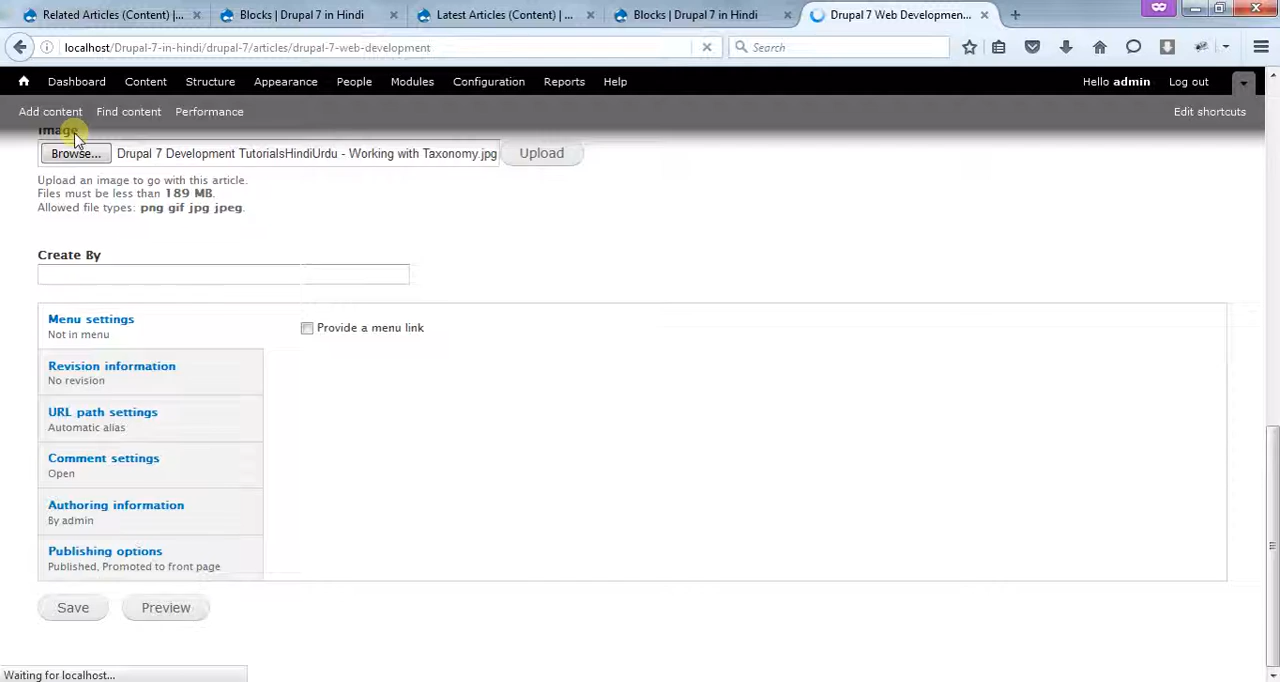 Related Articles (Content) |...
Blocks | Drupal 7 in Hindi
Latest Articles (Content) | ...
Blocks | Drupal 7 in Hindi
Drupal 7 Web Developmen...
localhost/Drupal-7-in-hindi/drupal-7/articles/drupal-7-web-development
Search
Dashboard Content Structure Appearance People Modules Configuration Reports Help
Hello admin Log out
Add content Find content Performance
Edit shortcuts
Image
Browse... Drupal 7 Development TutorialsHindiUrdu - Working with Taxonomy.jpg Upload
Upload an image to go with this article.
Files must be less than 189 MB.
Allowed file types: png gif jpg jpeg.
Create By
Menu settings
Not in menu
Provide a menu link
Revision information
No revision
URL path settings
Automatic alias
Comment settings
Open
Authoring information
By admin
Publishing options
Published, Promoted to front page
Save Preview
Waiting for localhost...